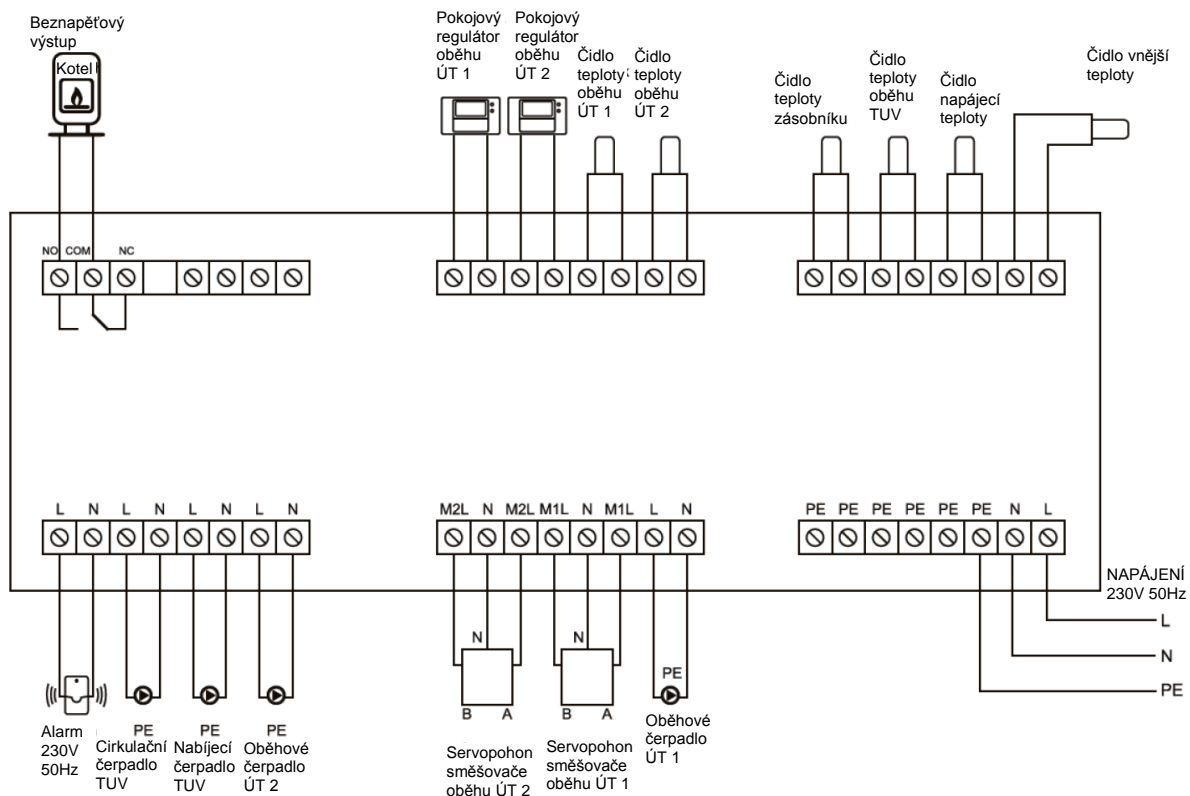 Beznapěťový
výstup
Kotel
Pokojový
regulátor
oběhu
ÚT 1
Pokojový
regulátor
oběhu
ÚT 2
Čidlo
teploty
oběhu
ÚT 1
Čidlo
teploty
oběhu
ÚT 2
Čidlo
teploty
zásobníku
Čidlo
teploty
oběhu
TUV
Čidlo
napájecí
teploty
Čidlo vnější
teploty
NO COM NC
L N L N L N L N
M2L N M2L M1L N M1L L N
PE PE PE PE PE PE N L
NAPÁJENÍ
230V 50Hz
L
N
PE
N
B A
N
B A
PE
PE
PE
PE
Alarm
230V
50Hz
Cirkulační
čerpadlo
TUV
Nabíjecí
čerpadlo
TUV
Oběhové
čerpadlo
ÚT 2
Servopohon
směšovače
oběhu ÚT 2
Servopohon
směšovače
oběhu ÚT 1
Oběhové
čerpadlo
ÚT 1